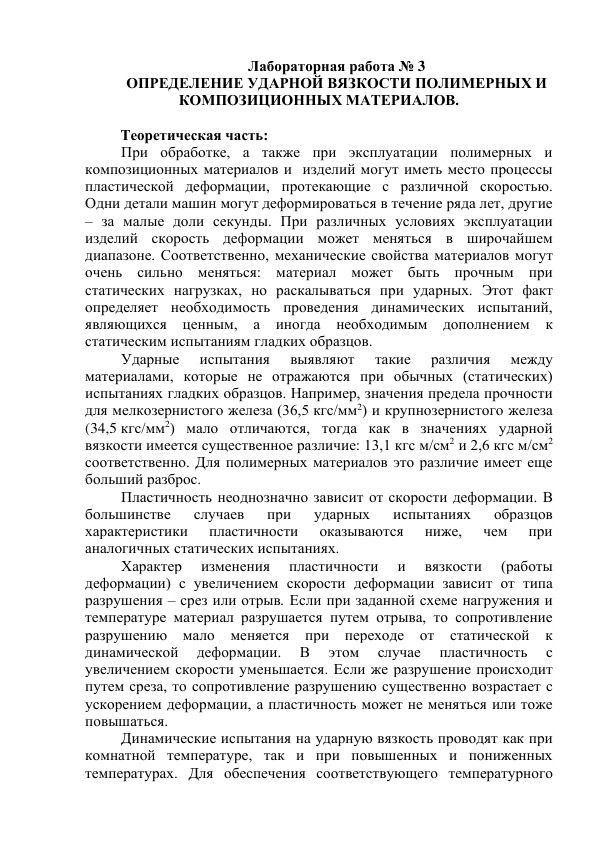 Лабораторная работа № 3
ОПРЕДЕЛЕНИЕ УДАРНОЙ ВЯЗКОСТИ ПОЛИМЕРНЫХ И
КОМПОЗИЦИОННЫХ МАТЕРИАЛОВ.
Теоретическая часть:
При обработке, а также при эксплуатации полимерных и
композиционных материалов и изделий могут иметь место процессы
пластической деформации, протекающие с различной скоростью.
Одни детали машин могут деформироваться в течение ряда лет, другие
– за малые доли секунды. При различных условиях эксплуатации
изделий скорость деформации может меняться в широчайшем
диапазоне. Соответственно, механические свойства материалов могут
очень сильно меняться: материал может быть прочным при
статических нагрузках, но раскалываться при ударных. Этот факт
определяет необходимость проведения динамических испытаний,
являющихся ценным, а иногда необходимым дополнением к
статическим испытаниям гладких образцов.
Ударные испытания выявляют такие различия между
материалами, которые не отражаются при обычных (статических)
испытаниях гладких образцов. Например, значения предела прочности
для мелкозернистого железа (36,5 кгс/мм²) и крупнозернистого железа
(34,5 кгс/мм²) мало отличаются, тогда как в значениях ударной
вязкости имеется существенное различие: 13,1 кгс м/см² и 2,6 кгс м/см²
соответственно. Для полимерных материалов это различие имеет еще
больший разброс.
Пластичность неоднозначно зависит от скорости деформации. В
большинстве случаев при ударных испытаниях образцов
характеристики пластичности оказываются ниже, чем при
аналогичных статических испытаниях.
Характер изменения пластичности и вязкости (работы
деформации) с увеличением скорости деформации зависит от типа
разрушения – срез или отрыв. Если при заданной схеме нагружения и
температуре материал разрушается путем отрыва, то сопротивление
разрушению мало меняется при переходе от статической к
динамической деформации. В этом случае пластичность с
увеличением скорости уменьшается. Если же разрушение происходит
путем среза, то сопротивление разрушению существенно возрастает с
ускорением деформации, а пластичность может не меняться или тоже
повышаться.
Динамические испытания на ударную вязкость проводят как при
комнатной температуре, так и при повышенных и пониженных
температурах. Для обеспечения соответствующего температурного